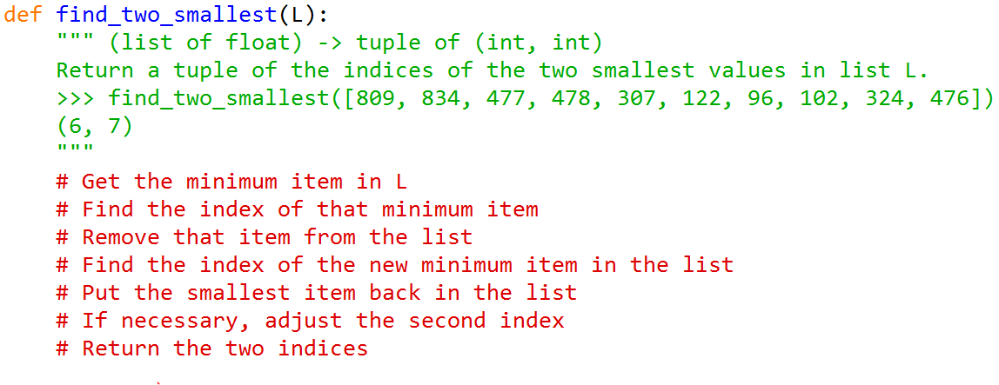 def find_two_smallest(L):
    """ (list of float) -> tuple of (int, int)
    Return a tuple of the indices of the two smallest values in list L.
    >>> find_two_smallest([809, 834, 477, 478, 307, 122, 96, 102, 324, 476])
    (6, 7)
    """
    # Get the minimum item in L
    # Find the index of that minimum item
    # Remove that item from the list
    # Find the index of the new minimum item in the list
    # Put the smallest item back in the list
    # If necessary, adjust the second index
    # Return the two indices